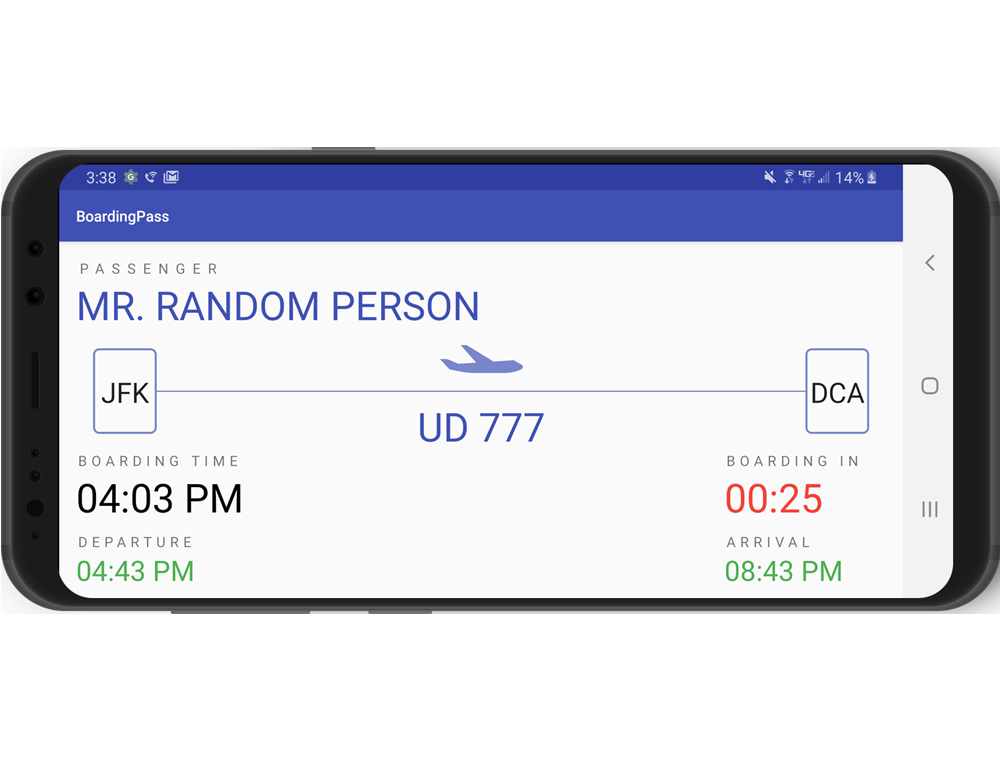 3:38 G 4G 14%
BoardingPass
PASSENGER
MR. RANDOM PERSON
JFK DCA
UD 777
BOARDING TIME BOARDING IN
04:03 PM 00:25
DEPARTURE ARRIVAL
04:43 PM 08:43 PM